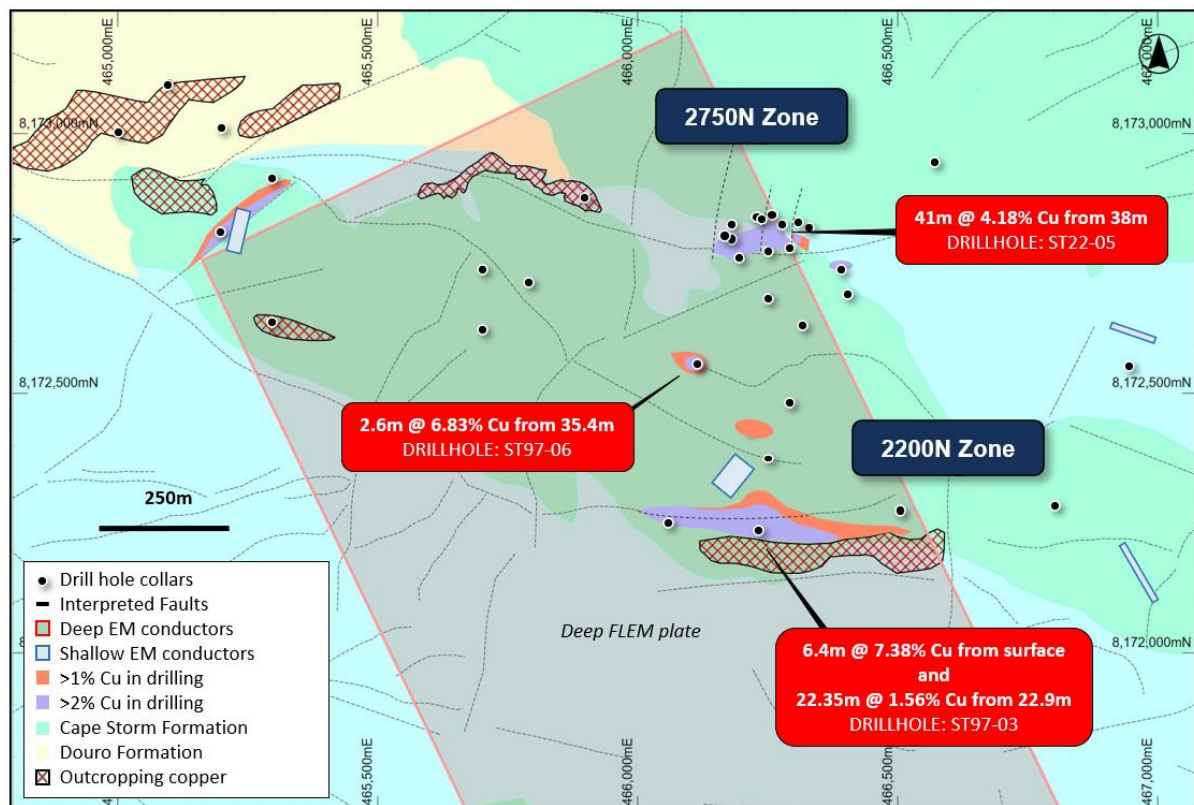 465,000mE
465,500mE
466,000mE
466,500mE
467,000mE
8,173,000mN
8,173,000mN
2750N Zone
41m @ 4.18% Cu from 38m
DRILLHOLE: ST22-05
8,172,500mN
8,172,500mN
2.6m @ 6.83% Cu from 35.4m
DRILLHOLE: ST97-06
2200N Zone
250m
Drill hole collars
Interpreted Faults
Deep EM conductors
Shallow EM conductors
>1% Cu in drilling
>2% Cu in drilling
Cape Storm Formation
Douro Formation
Outcropping copper
Deep FLEM plate
8,172,000mN
6.4m @ 7.38% Cu from surface
and
22.35m @ 1.56% Cu from 22.9m
DRILLHOLE: ST97-03
465,500mE
466,000mE
466,500mE
467,000mE